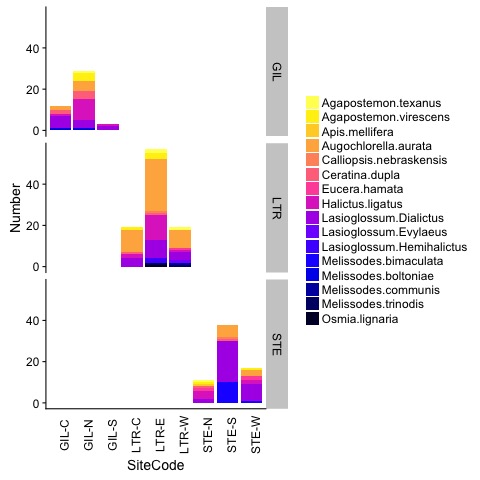 Number
40
20
0
GIL
40
20
0
LTR
40
20
0
STE
GIL-C
GIL-N
GIL-S
LTR-C
LTR-E
LTR-W
STE-N
STE-S
STE-W
SiteCode
Agapostemon.texanus
Agapostemon.virescens
Apis.mellifera
Augochlorella.aurata
Calliopsis.nebraskensis
Ceratina.dupla
Eucera.hamata
Halictus.ligatus
Lasioglossum.Dialictus
Lasioglossum.Evylaeus
Lasioglossum.Hemihalictus
Melissodes.bimaculata
Melissodes.boltoniae
Melissodes.communis
Melissodes.trinodis
Osmia.lignaria